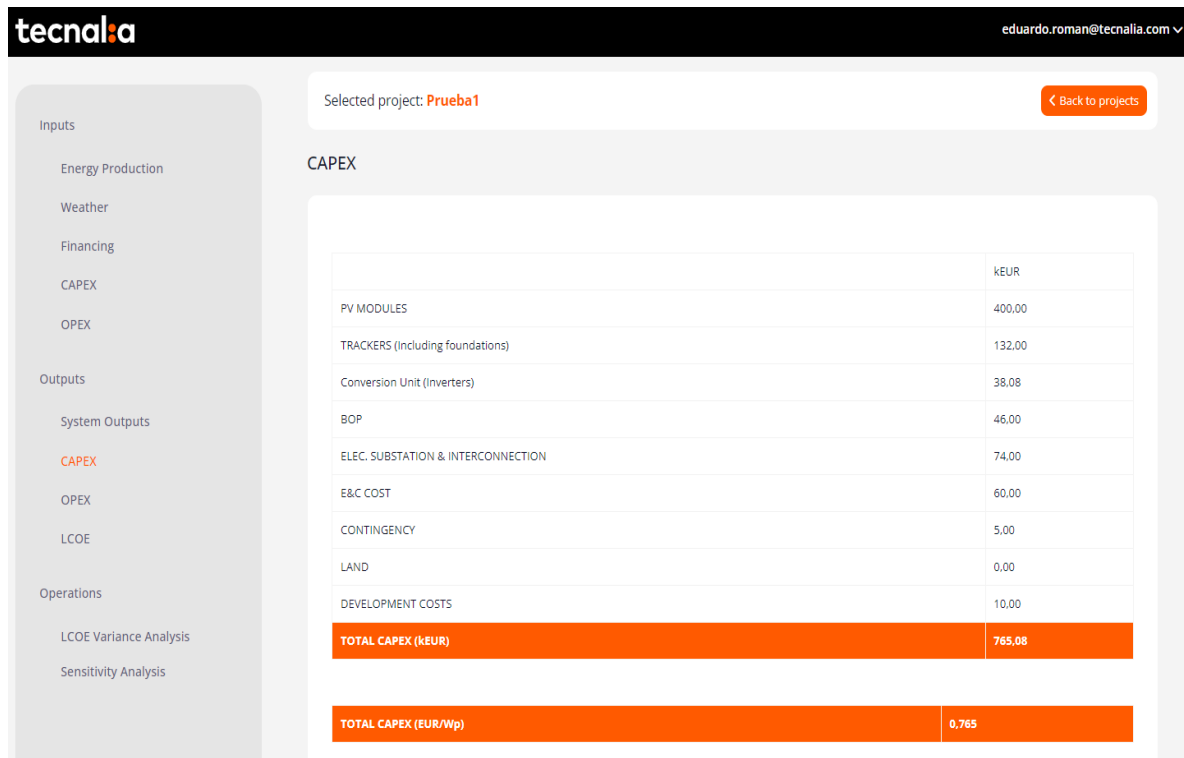 tecnal:a
eduardo.roman@tecnalia.com
Selected project: Prueba1
Back to projects
Inputs
Energy Production
Weather
Financing
CAPEX
OPEX
Outputs
System Outputs
CAPEX
OPEX
LCOE
Operations
LCOE Variance Analysis
Sensitivity Analysis
CAPEX
kEUR
PV MODULES 400,00
TRACKERS (Including foundations) 132,00
Conversion Unit (Inverters) 38,08
BOP 46,00
ELEC. SUBSTATION & INTERCONNECTION 74,00
E&C COST 60,00
CONTINGENCY 5,00
LAND 0,00
DEVELOPMENT COSTS 10,00
TOTAL CAPEX (kEUR) 765,08
TOTAL CAPEX (EUR/Wp) 0,765